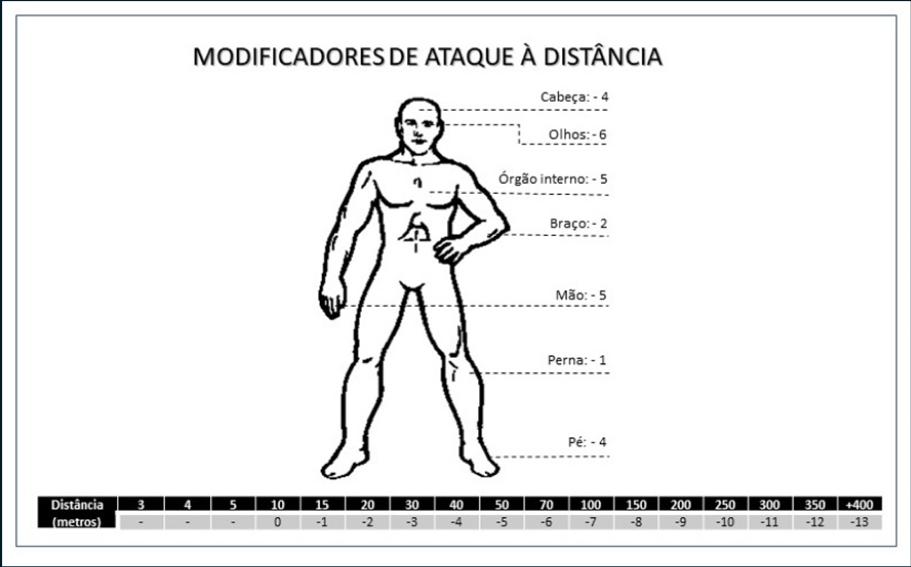 MODIFICADORES DE ATAQUE À DISTÂNCIA
Cabeça: - 4
Olhos: - 6
Órgão interno: - 5
Braço: - 2
Mão: - 5
Perna: - 1
Pé: - 4
Distância 3 4 5 10 15 20 30 40 50 70 100 150 200 250 300 350 +400
(metros) - - - 0 -1 -2 -3 -4 -5 -6 -7 -8 -9 -10 -11 -12 -13